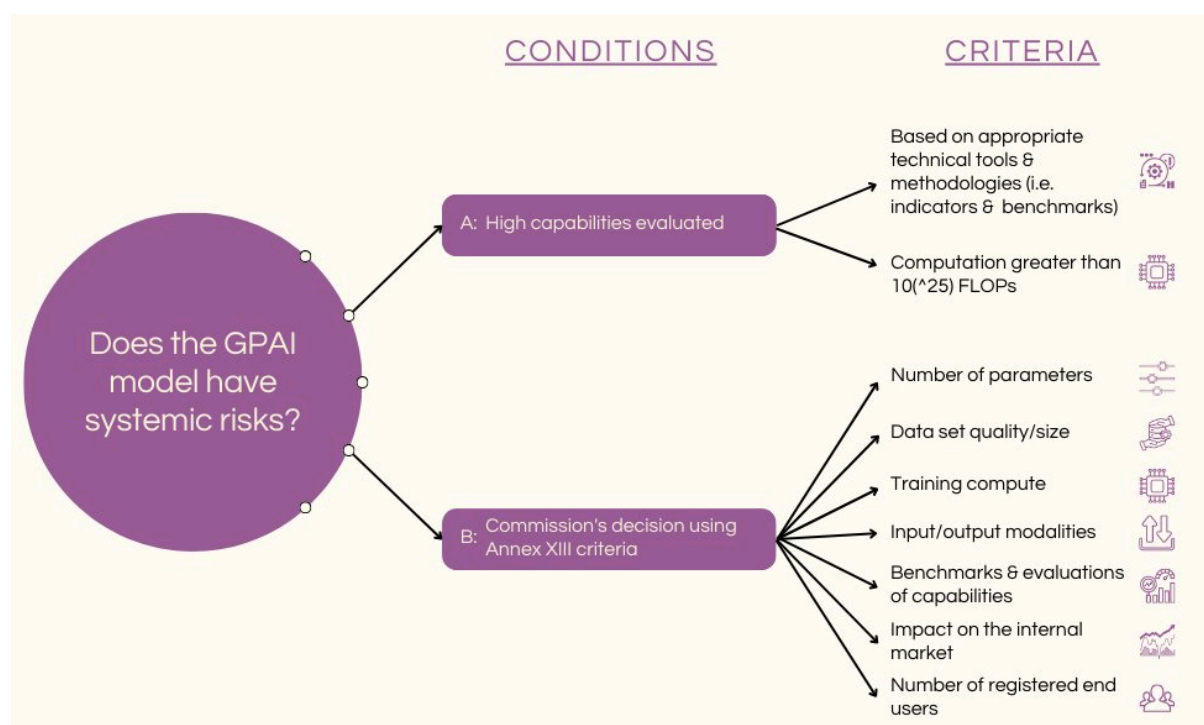 CONDITIONS
CRITERIA
Does the GPAI
model have
systemic risks?
A: High capabilities evaluated
Based on appropriate
technical tools &
methodologies (i.e.
indicators & benchmarks)
Computation greater than
10(^25) FLOPs
B: Commission's decision using
Annex XIII criteria
Number of parameters
Data set quality/size
Training compute
Input/output modalities
Benchmarks & evaluations
of capabilities
Impact on the internal
market
Number of registered end
users